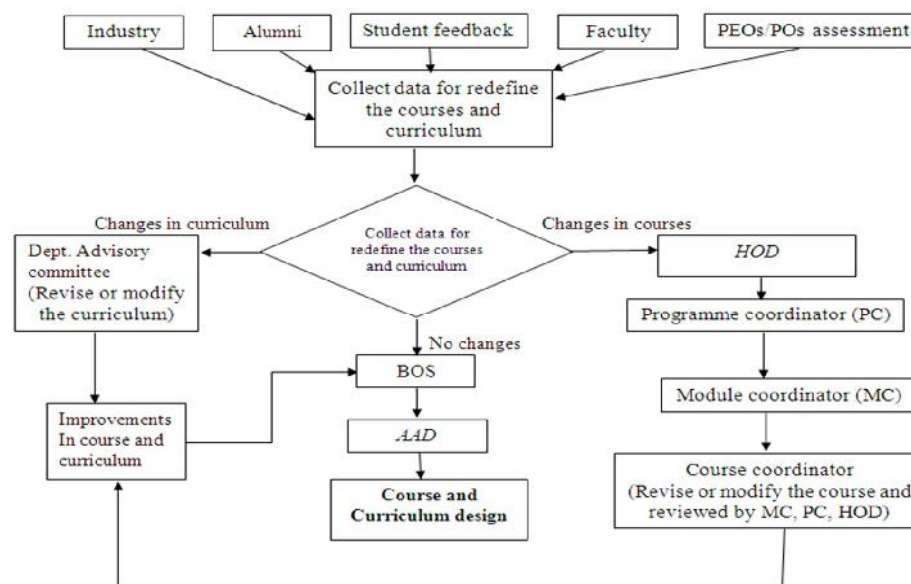 Industry
Alumni
Student feedback
Faculty
PEOs/POs assessment
Collect data for redefine
the courses and
curriculum
Changes in curriculum
Collect data for
redefine the courses
and curriculum
Changes in courses
Dept. Advisory
committee
(Revise or modify
the curriculum)
HOD
Programme coordinator (PC)
No changes
BOS
Module coordinator (MC)
Improvements
In course and
curriculum
AAD
Course coordinator
(Revise or modify the course and
reviewed by MC, PC, HOD)
Course and
Curriculum design